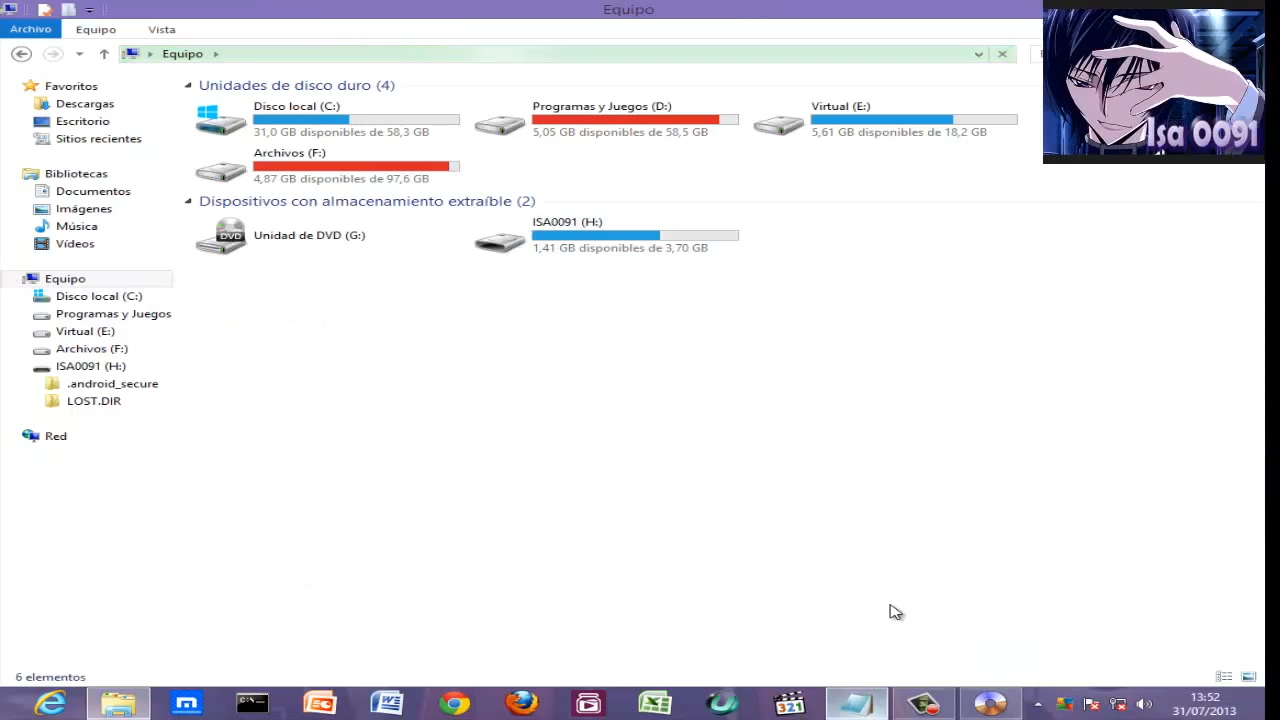 Equipo
Archivo
Equipo
Vista
Equipo
Isa 0091
Favoritos
Descargas
Escritorio
Sitios recientes
Bibliotecas
Documentos
Imágenes
Música
Vídeos
Equipo
Disco local (C:)
Programas y Juegos
Virtual (E:)
Archivos (F:)
ISA0091 (H:)
.android_secure
LOST.DIR
Red
Unidades de disco duro (4)
Disco local (C:)
31,0 GB disponibles de 58,3 GB
Programas y Juegos (D:)
5,05 GB disponibles de 58,5 GB
Virtual (E:)
5,61 GB disponibles de 18,2 GB
Archivos (F:)
4,87 GB disponibles de 97,6 GB
Dispositivos con almacenamiento extraíble (2)
DVD
Unidad de DVD (G:)
ISA0091 (H:)
1,41 GB disponibles de 3,70 GB
6 elementos
321
13:52
31/07/2013